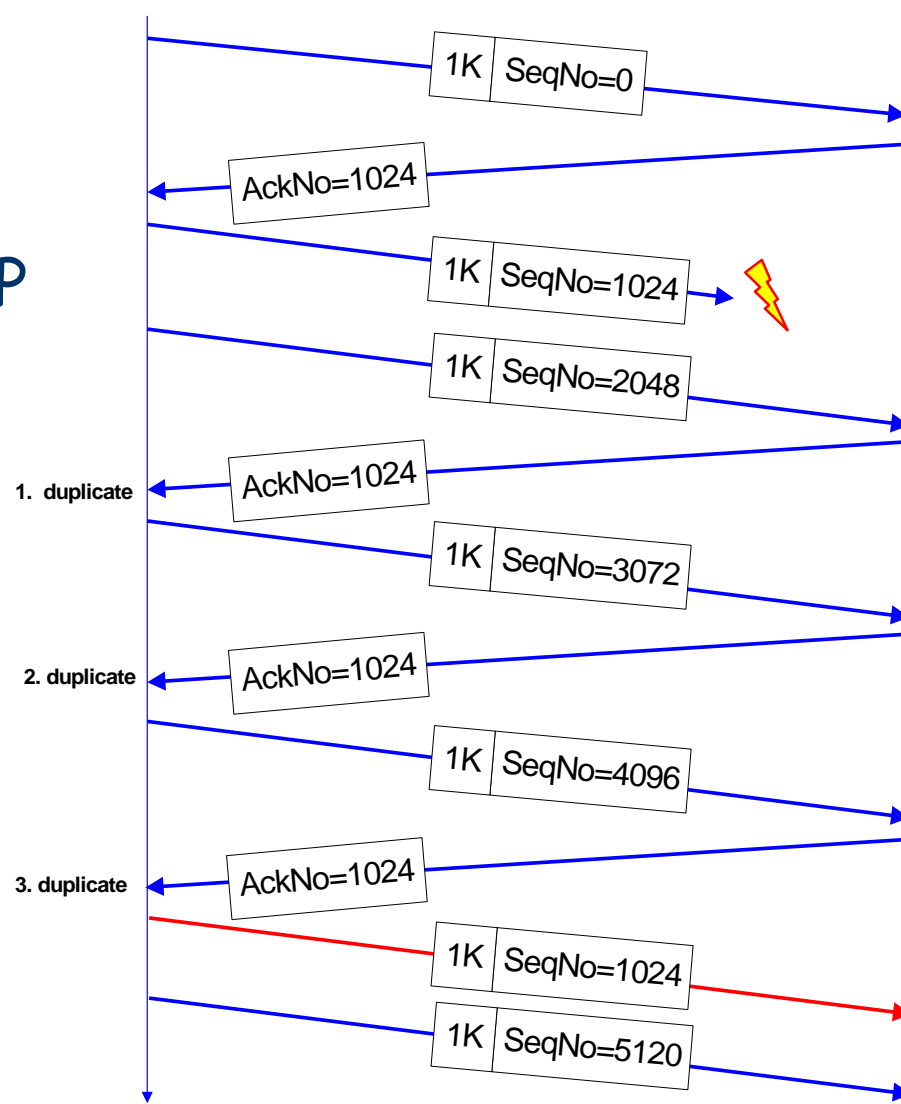 1K SeqNo=0
AckNo=1024
1K SeqNo=1024
P
1K SeqNo=2048
AckNo=1024
1. duplicate
1K SeqNo=3072
AckNo=1024
2. duplicate
1K SeqNo=4096
AckNo=1024
3. duplicate
1K SeqNo=1024
1K SeqNo=5120